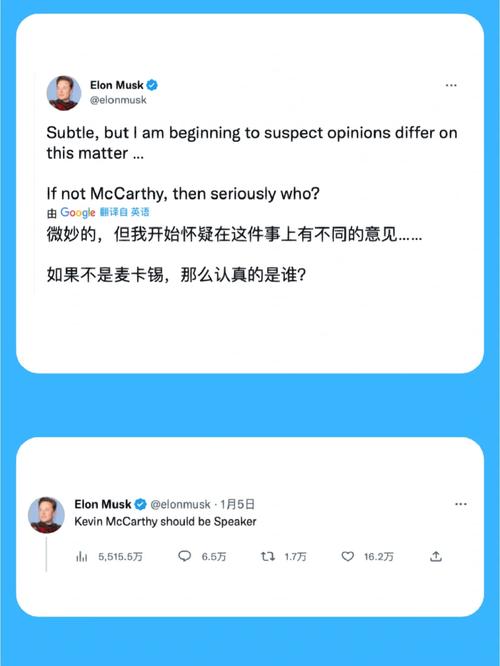 Elon Musk
@elonmusk
Subtle, but I am beginning to suspect opinions differ on
this matter ...
If not McCarthy, then seriously who?
由 Google 翻译自 英语
微妙的，但我开始怀疑在这件事上有不同的意见……
如果不是麦卡锡，那么认真的是谁？
Elon Musk @elonmusk · 1月5日
Kevin McCarthy should be Speaker
5,515.5万 6.5万 1.7万 16.2万